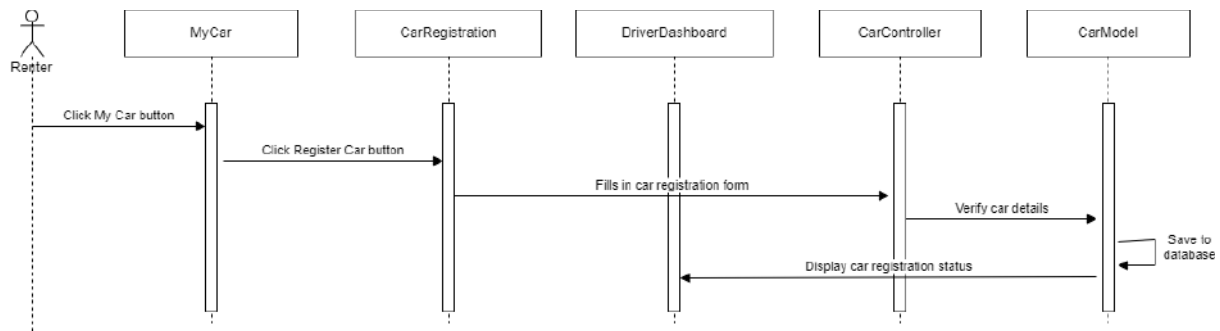 MyCar
CarRegistration
DriverDashboard
CarController
CarModel
Renter
Click My Car button
Click Register Car button
Fills in car registration form
Verify car details
Save to
database
Display car registration status